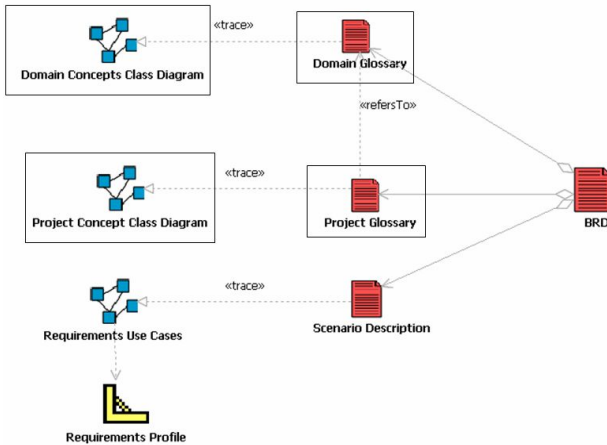 «trace»
Domain Concepts Class Diagram
Domain Glossary
«refersTo»
«trace»
Project Concept Class Diagram
Project Glossary
BRD
«trace»
Requirements Use Cases
Scenario Description
Requirements Profile